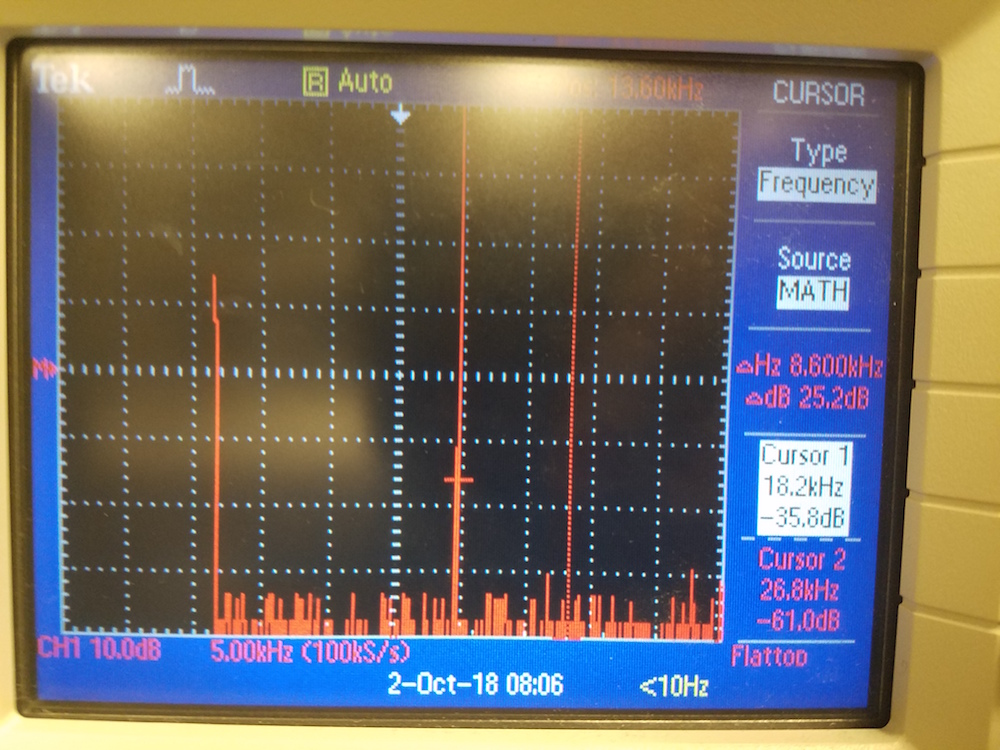 Tek
R Auto
13.60kHz
CURSOR
Type
Frequency
Source
MATH
M
△Hz 8.600kHz
△dB 25.2dB
Cursor 1
18.2kHz
-35.8dB
Cursor 2
26.8kHz
-61.0dB
CH1 10.0dB 5.00kHz (100kS/s) Flattop
2-Oct-18 08:06 <10Hz